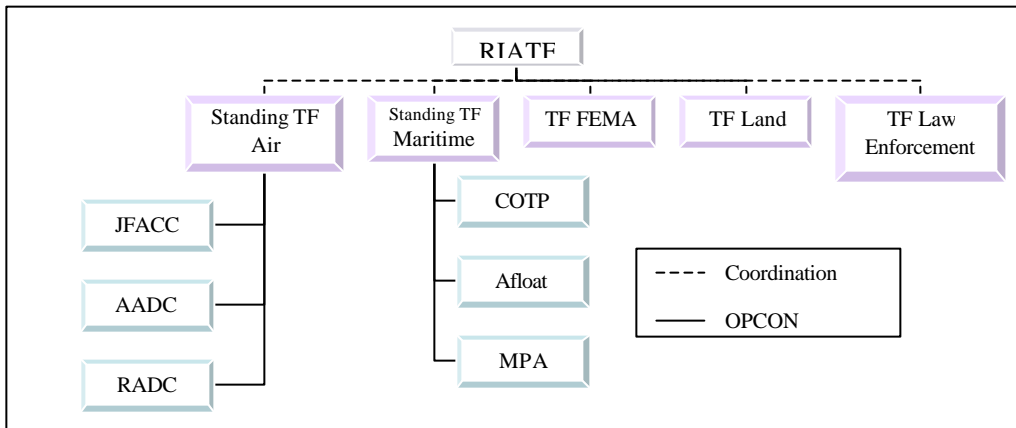 RIATF
Standing TF
Air
Standing TF
Maritime
TF FEMA
TF Land
TF Law
Enforcement
JFACC
AADC
RADC
COTP
Afloat
MPA
Coordination
OPCON